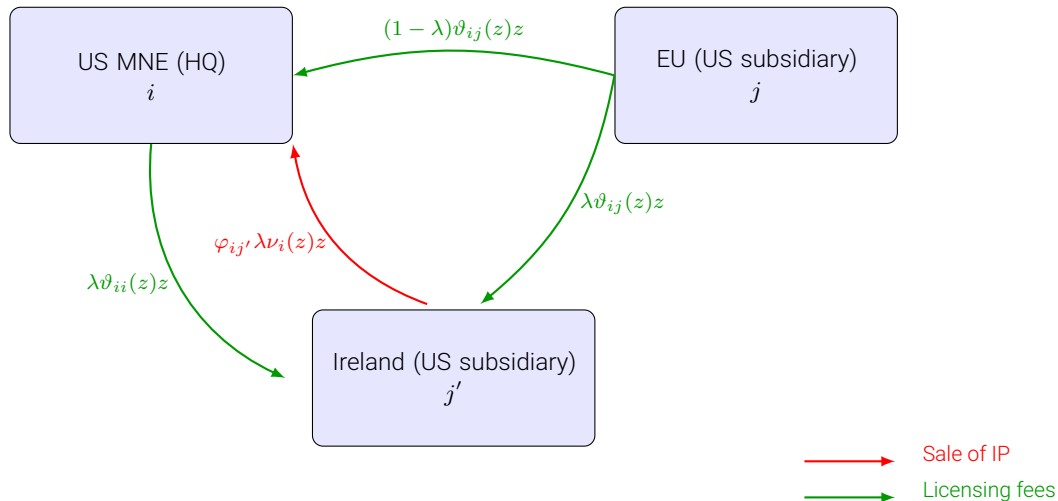 (1 − λ)ϑ_{ij}(z)z
US MNE (HQ)
i
EU (US subsidiary)
j
λϑ_{ij}(z)z
φ_{ij′}λν_i(z)z
λϑ_{ii}(z)z
Ireland (US subsidiary)
j′
Sale of IP
Licensing fees